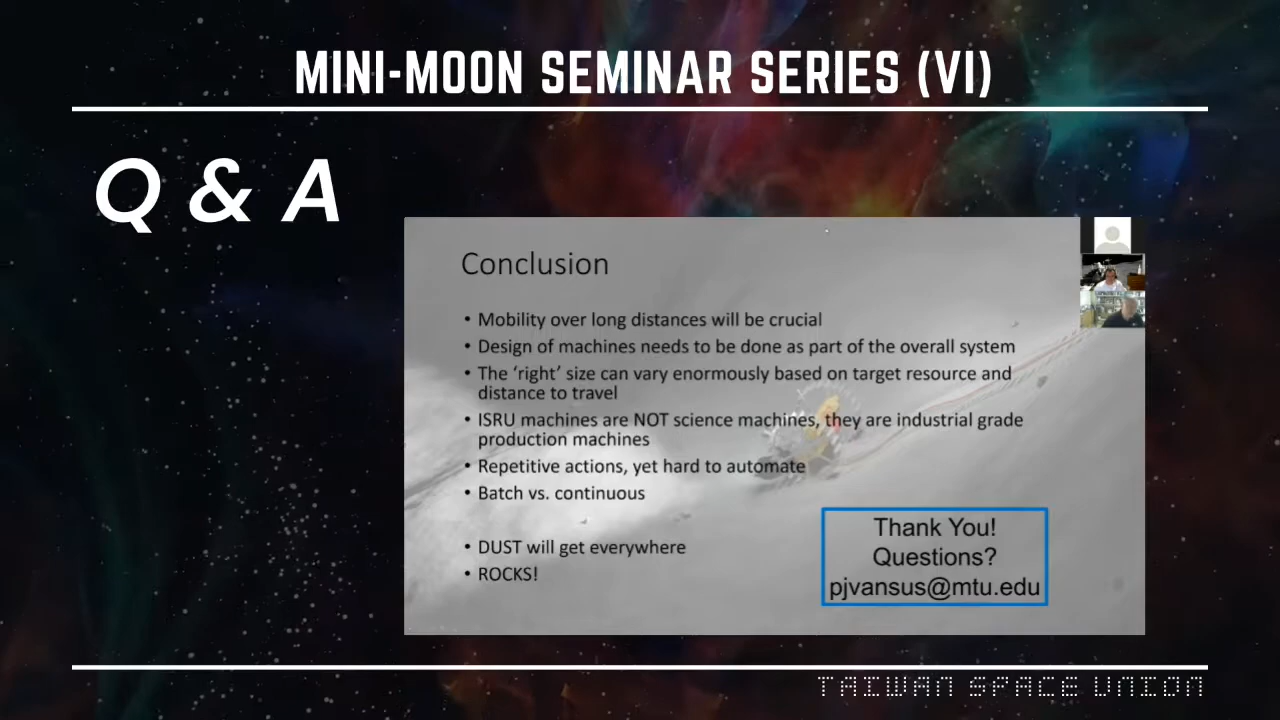 MINI-MOON SEMINAR SERIES (VI)
Q & A
Conclusion
• Mobility over long distances will be crucial
• Design of machines needs to be done as part of the overall system
• The ‘right’ size can vary enormously based on target resource and
distance to travel
• ISRU machines are NOT science machines, they are industrial grade
production machines
• Repetitive actions, yet hard to automate
• Batch vs. continuous
• DUST will get everywhere
• ROCKS!
Thank You!
Questions?
pjvansus@mtu.edu
TAIWAN SPACE UNION